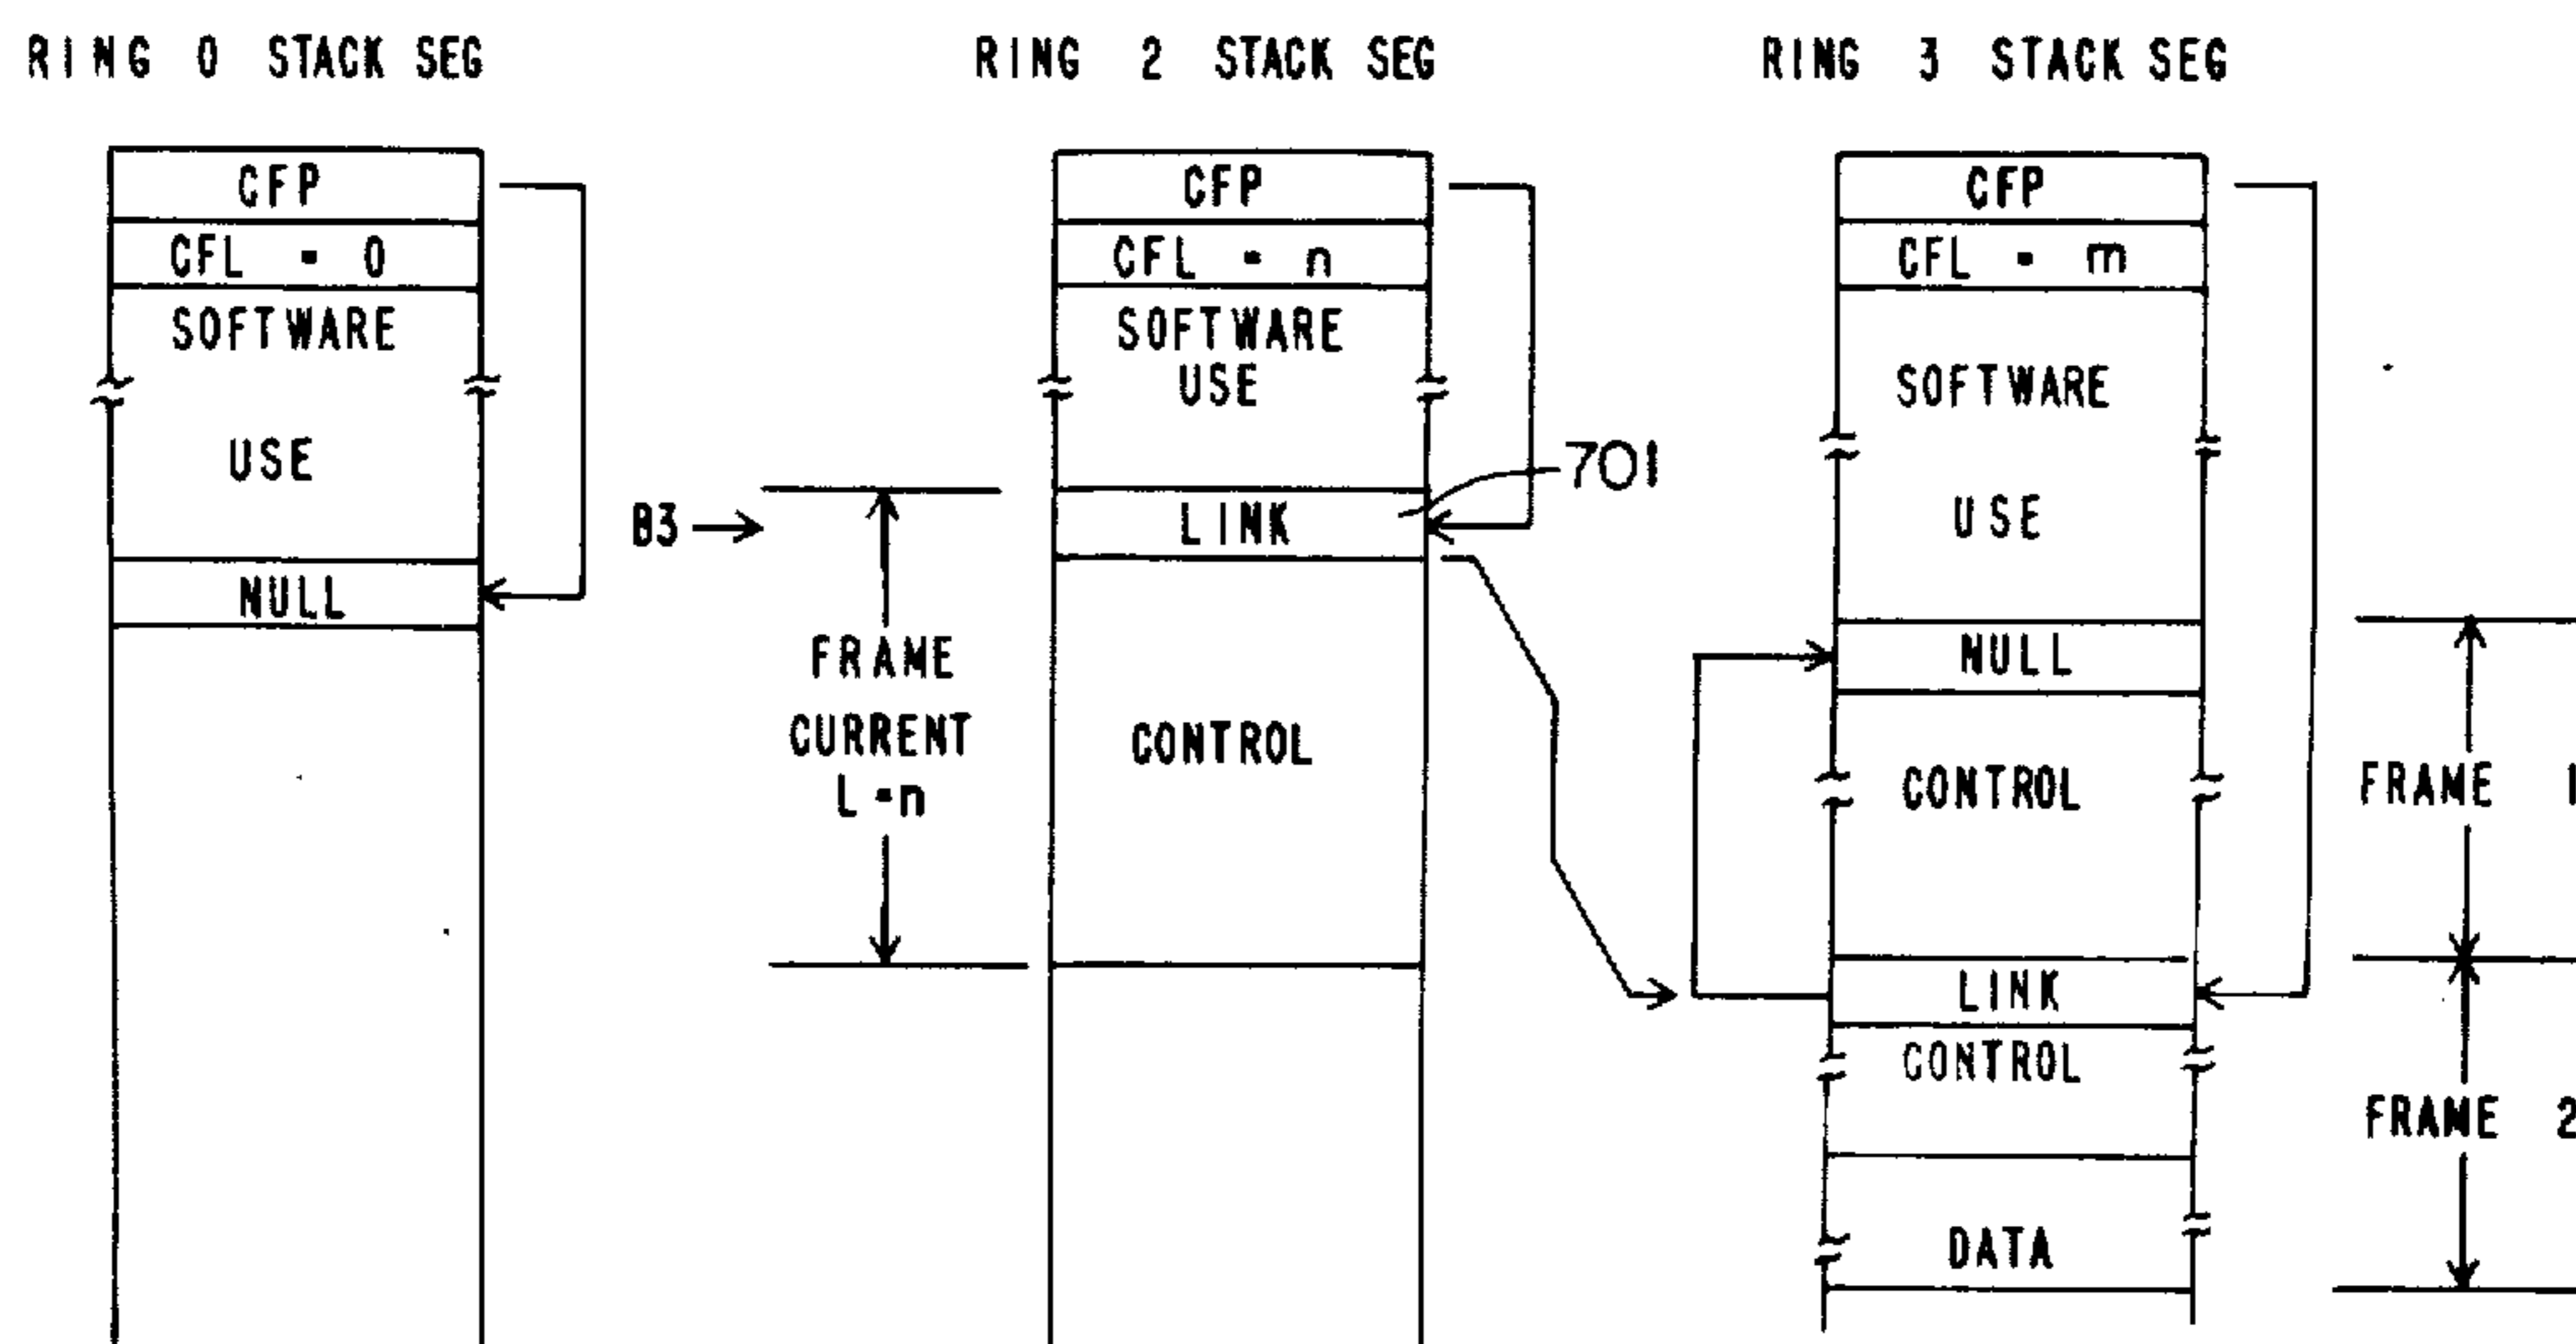 RING 0 STACK SEG
CFP
CFL = 0
SOFTWARE
USE
NULL
RING 2 STACK SEG
CFP
CFL = n
SOFTWARE
USE
701
B3
LINK
FRAME
CURRENT
L=n
CONTROL
RING 3 STACK SEG
CFP
CFL = m
SOFTWARE
USE
NULL
CONTROL
FRAME 1
LINK
CONTROL
FRAME 2
DATA